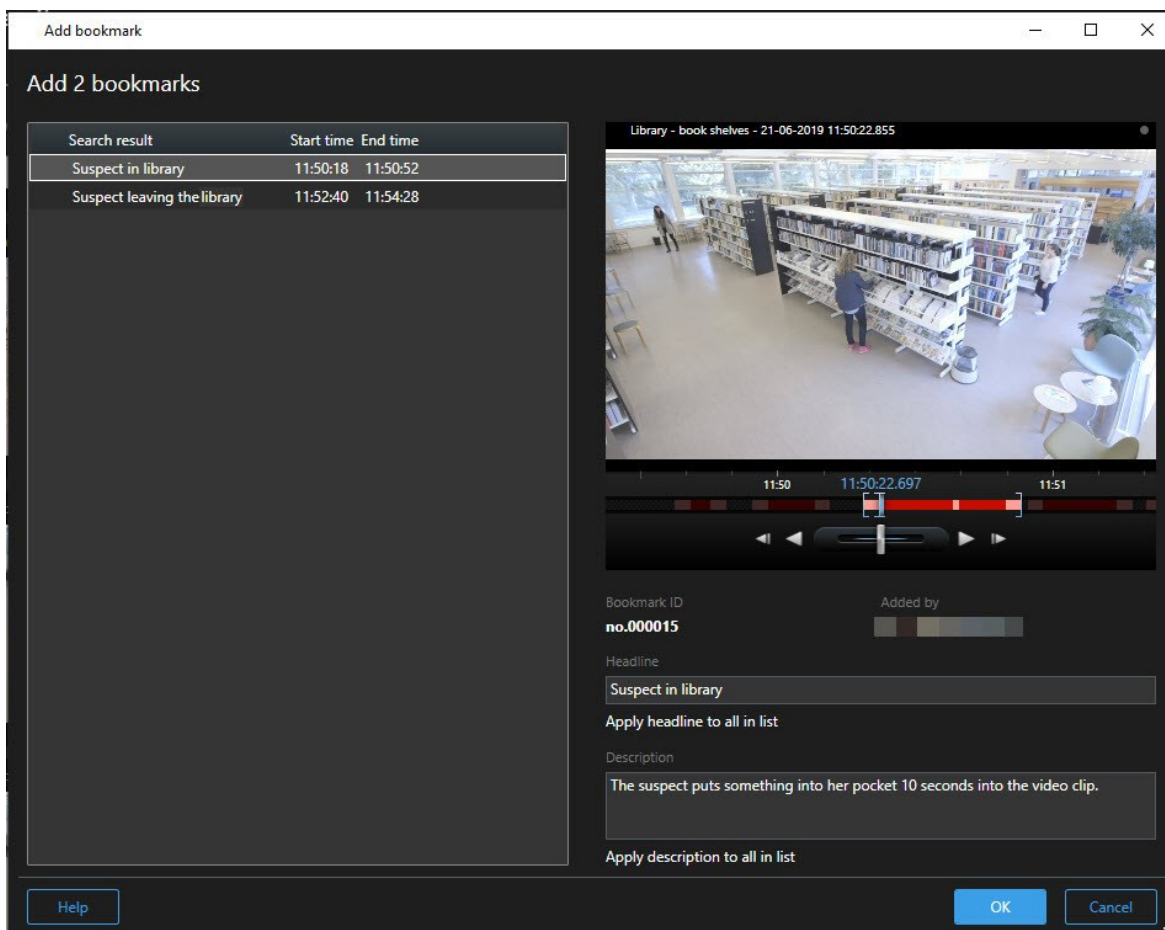 Add bookmark
Add 2 bookmarks
Search result Start time End time
Suspect in library 11:50:18 11:50:52
Suspect leaving the library 11:52:40 11:54:28
Library - book shelves - 21-06-2019 11:50:22.855
11:50 11:50:22.697 11:51
Bookmark ID Added by
no.000015
Headline
Suspect in library
Apply headline to all in list
Description
The suspect puts something into her pocket 10 seconds into the video clip.
Apply description to all in list
Help OK Cancel